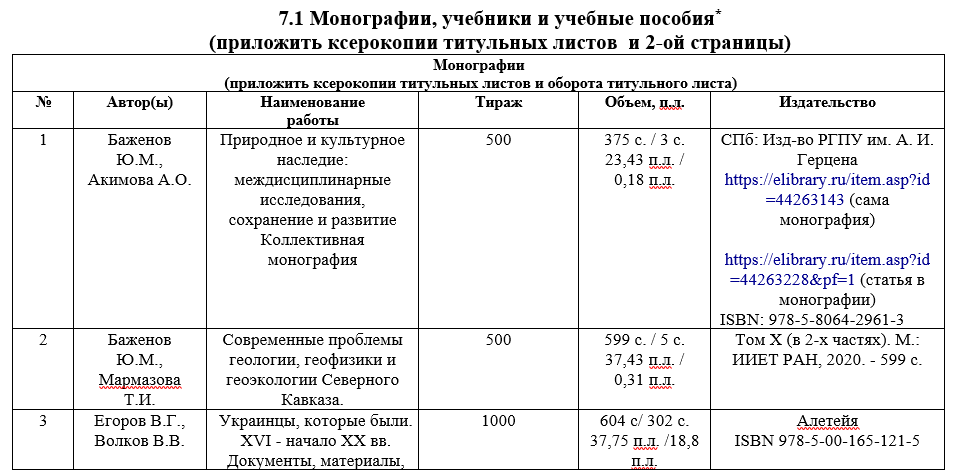 7.1 Монографии, учебники и учебные пособия*
(приложить ксерокопии титульных листов и 2-ой страницы)
Монографии
(приложить ксерокопии титульных листов и оборота титульного листа)
№ Автор(ы) Наименование работы Тираж Объем, п.л. Издательство
1
Баженов
Ю.М.,
Акимова А.О.
Природное и культурное
наследие:
междисциплинарные
исследования,
сохранение и развитие
Коллективная
монография
500
375 с. / 3 с.
23,43 п.л. /
0,18 п.л.
СПб: Изд-во РГПУ им. А. И.
Герцена
https://elibrary.ru/item.asp?id
=44263143 (сама
монография)
https://elibrary.ru/item.asp?id
=44263228&pf=1 (статья в
монографии)
ISBN: 978-5-8064-2961-3
2
Баженов
Ю.М.,
Мармазова
Т.И.
Современные проблемы
геологии, геофизики и
геоэкологии Северного
Кавказа.
500
599 с. / 5 с.
37,43 п.л. /
0,31 п.л.
Том X (в 2-х частях). М.:
ИИЕТ РАН, 2020. - 599 с.
3
Егоров В.Г.,
Волков В.В.
Украинцы, которые были.
XVI - начало XX вв.
Документы, материалы,
1000
604 с/ 302 с.
37,75 п.л. /18,8
п.л.
Алетейя
ISBN 978-5-00-165-121-5